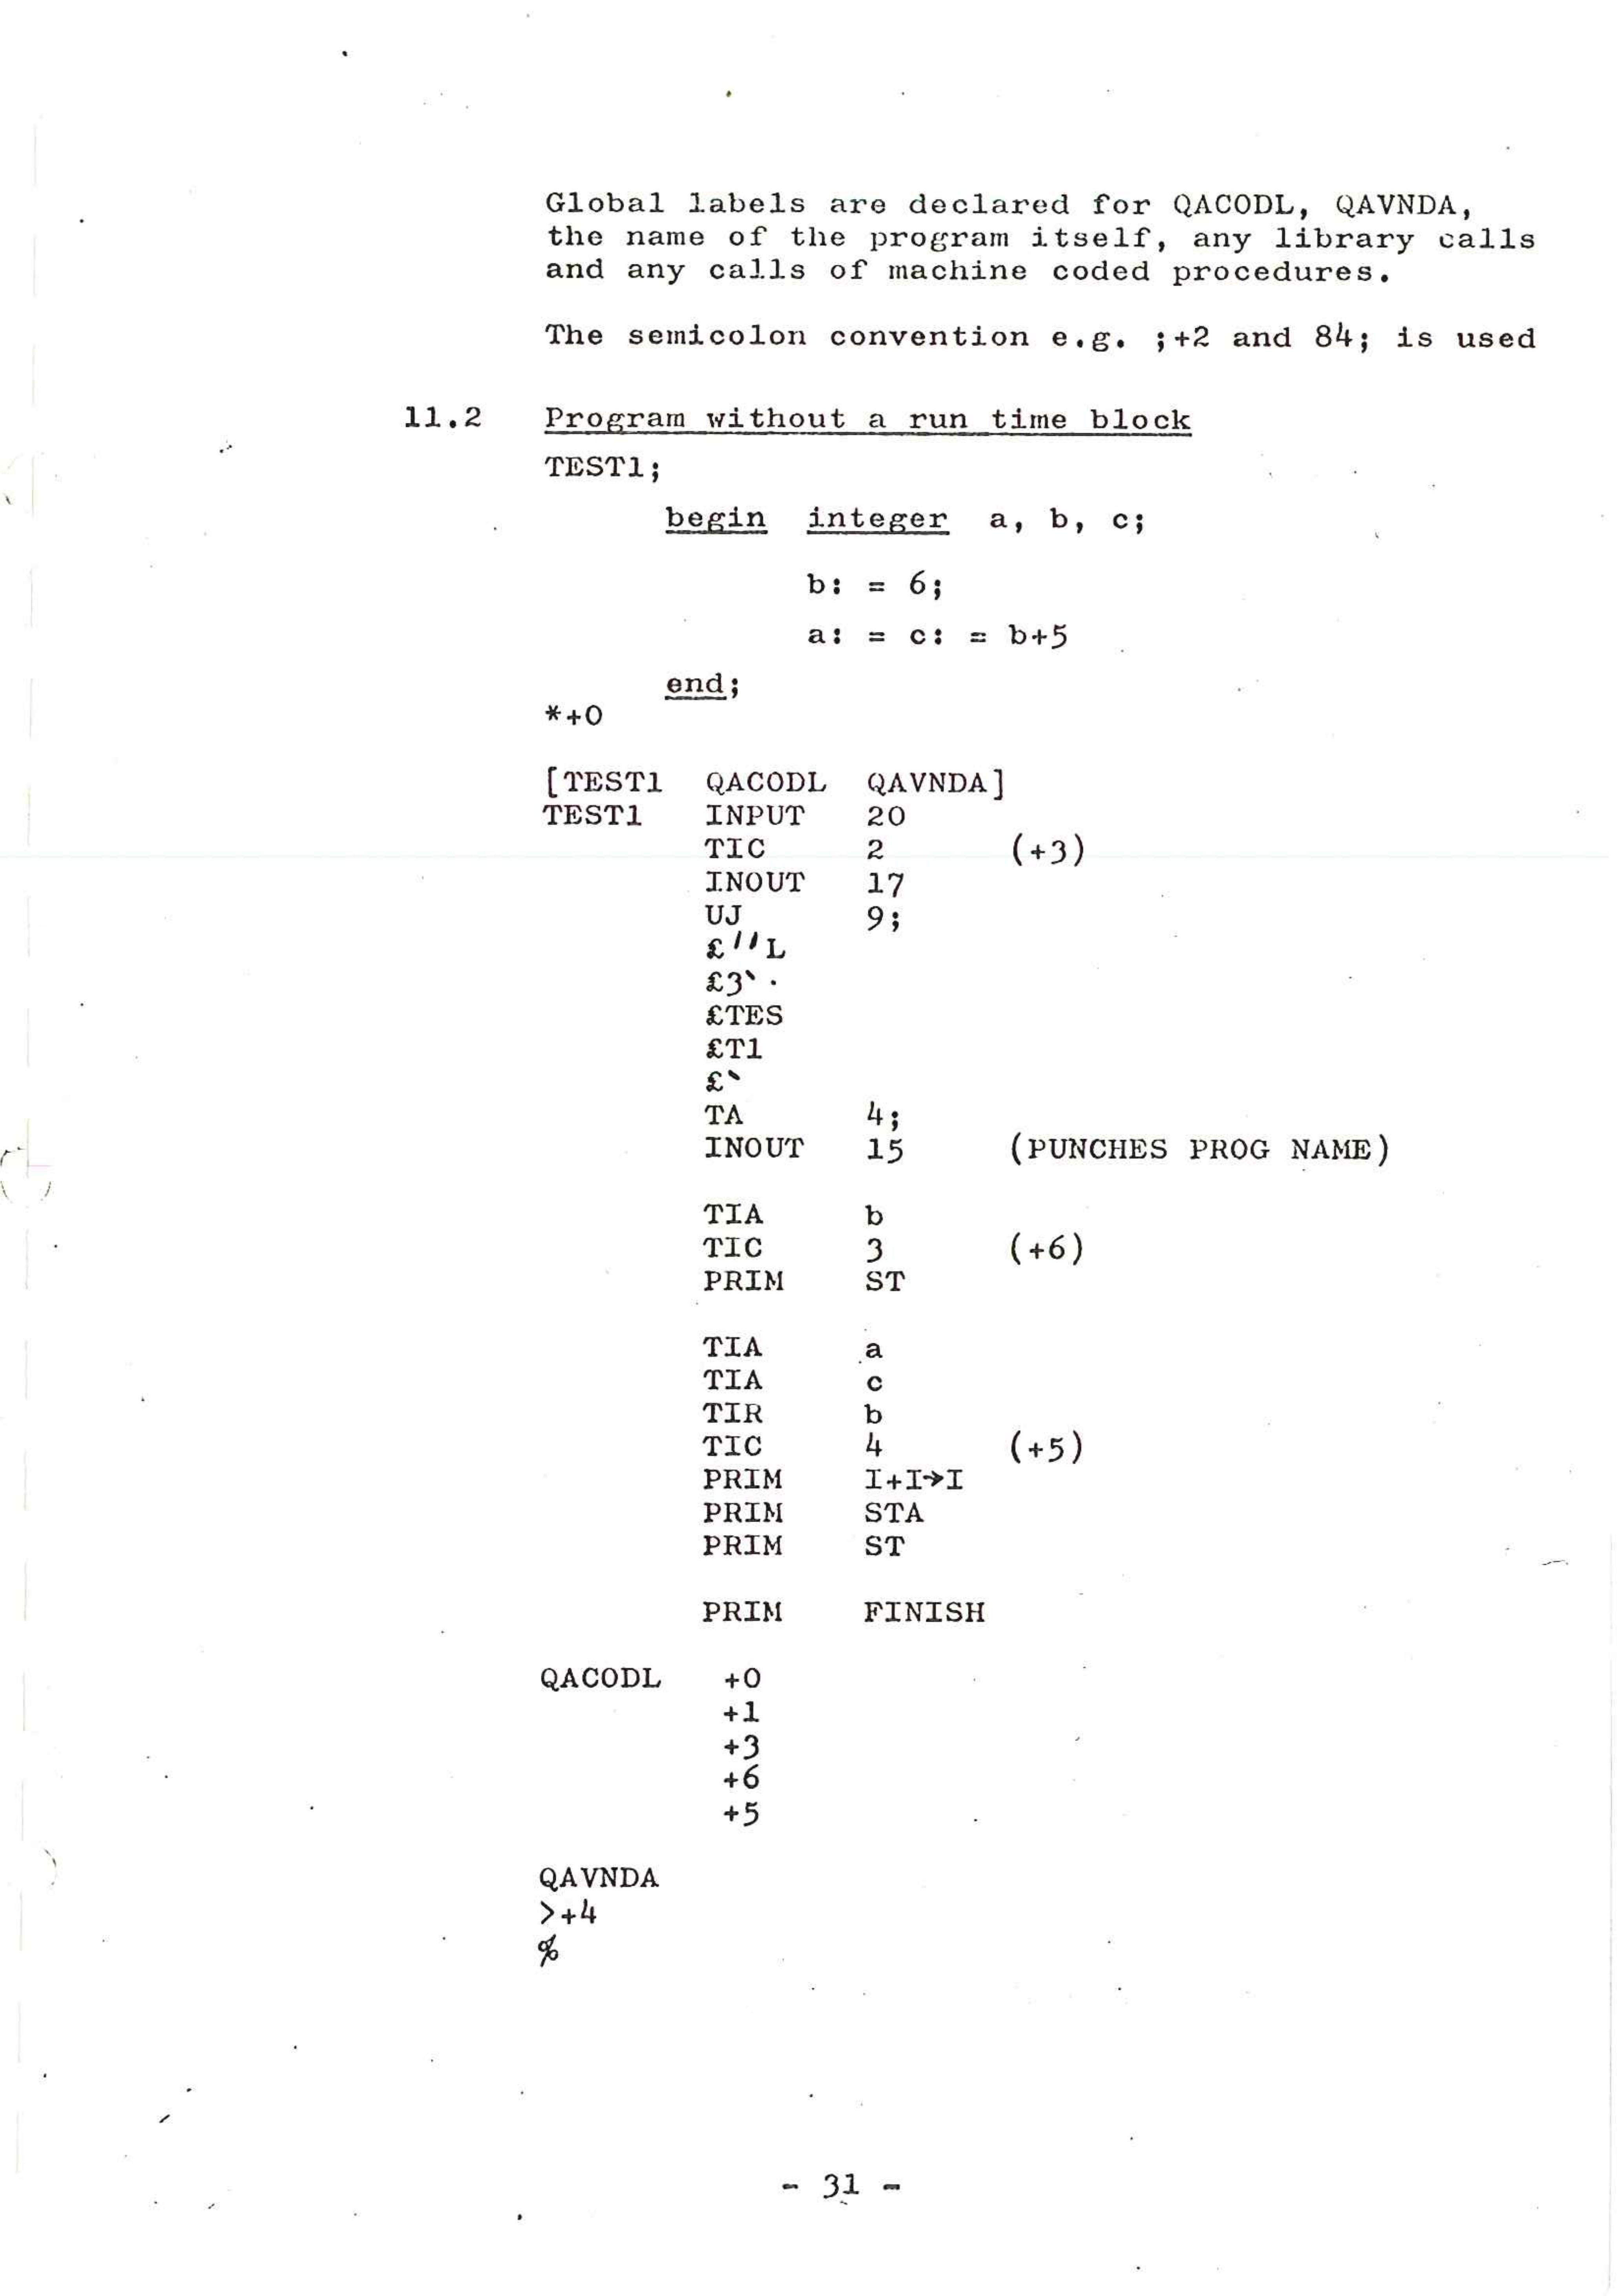 Global labels are declared for QACODL, QAVNDA,
the name of the program itself, any library calls
and any calls of machine coded procedures.
The semicolon convention e.g. ;+2 and 84; is used
11.2 Program without a run time block
TEST1;
begin integer a, b, c;
b: = 6;
a: = c: = b+5
end;
*+0
[TEST1 QACODL QAVNDA]
TEST1 INPUT 20
TIC 2 (+3)
INOUT 17
UJ 9;
£''L
£3`.
£TES
£T1
£`
TA 4;
INOUT 15 (PUNCHES PROG NAME)
TIA b
TIC 3 (+6)
PRIM ST
TIA a
TIA c
TIR b
TIC 4 (+5)
PRIM I+I→I
PRIM STA
PRIM ST
PRIM FINISH
QACODL +0
+1
+3
+6
+5
QAVNDA
>+4
%
- 31 -